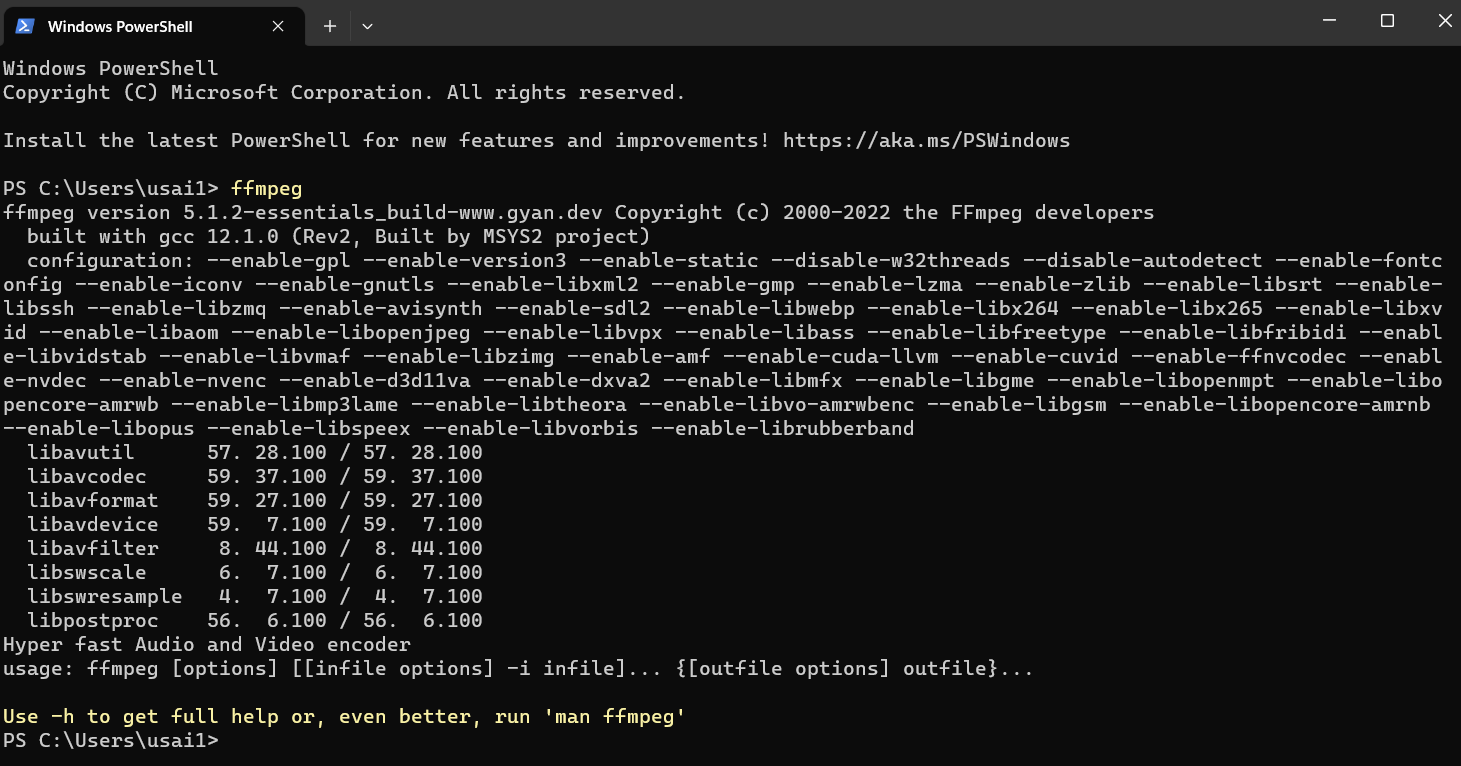 Windows PowerShell
Windows PowerShell
Copyright (C) Microsoft Corporation. All rights reserved.
Install the latest PowerShell for new features and improvements! https://aka.ms/PSWindows
PS C:\Users\usai1> ffmpeg
ffmpeg version 5.1.2-essentials_build-www.gyan.dev Copyright (c) 2000-2022 the FFmpeg developers
  built with gcc 12.1.0 (Rev2, Built by MSYS2 project)
  configuration: --enable-gpl --enable-version3 --enable-static --disable-w32threads --disable-autodetect --enable-fontc
onfig --enable-iconv --enable-gnutls --enable-libxml2 --enable-gmp --enable-lzma --enable-zlib --enable-libsrt --enable-
libssh --enable-libzmq --enable-avisynth --enable-sdl2 --enable-libwebp --enable-libx264 --enable-libx265 --enable-libxv
id --enable-libaom --enable-libopenjpeg --enable-libvpx --enable-libass --enable-libfreetype --enable-libfribidi --enabl
e-libvidstab --enable-libvmaf --enable-libzimg --enable-amf --enable-cuda-llvm --enable-cuvid --enable-ffnvcodec --enabl
e-nvdec --enable-nvenc --enable-d3d11va --enable-dxva2 --enable-libmfx --enable-libgme --enable-libopenmpt --enable-libo
pencore-amrwb --enable-libmp3lame --enable-libtheora --enable-libvo-amrwbenc --enable-libgsm --enable-libopencore-amrnb
--enable-libopus --enable-libspeex --enable-libvorbis --enable-librubberband
  libavutil      57. 28.100 / 57. 28.100
  libavcodec     59. 37.100 / 59. 37.100
  libavformat    59. 27.100 / 59. 27.100
  libavdevice    59.  7.100 / 59.  7.100
  libavfilter     8. 44.100 /  8. 44.100
  libswscale      6.  7.100 /  6.  7.100
  libswresample   4.  7.100 /  4.  7.100
  libpostproc    56.  6.100 / 56.  6.100
Hyper fast Audio and Video encoder
usage: ffmpeg [options] [[infile options] -i infile]... {[outfile options] outfile}...
Use -h to get full help or, even better, run 'man ffmpeg'
PS C:\Users\usai1>